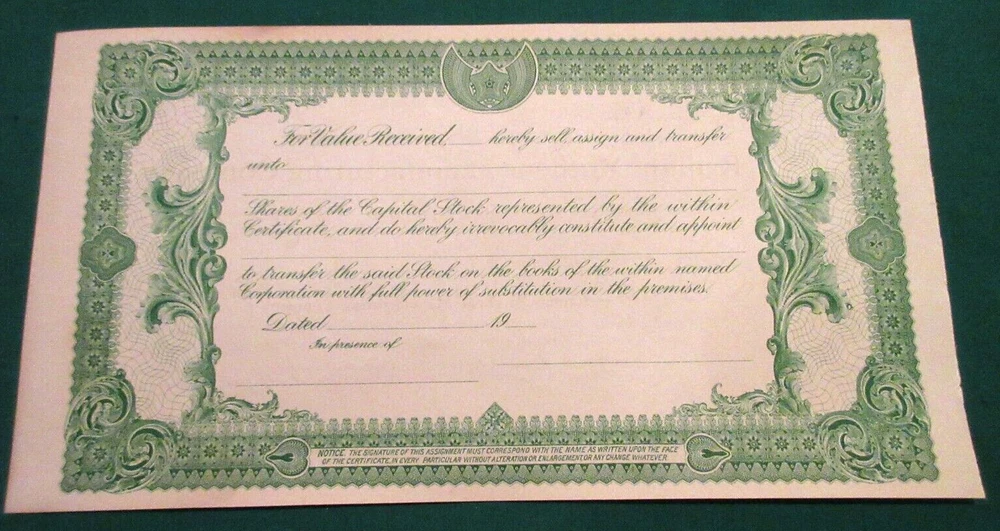 For Value Received, ____ hereby sell, assign and transfer
unto
Shares of the Capital Stock represented by the within
Certificate, and do hereby irrevocably constitute and appoint
to transfer the said Stock on the books of the within named
Corporation with full power of substitution in the premises.
Dated ____ 19__
In presence of
NOTICE. THE SIGNATURE OF THIS ASSIGNMENT MUST CORRESPOND WITH THE NAME AS WRITTEN UPON THE FACE
OF THE CERTIFICATE, IN EVERY PARTICULAR WITHOUT ALTERATION OR ENLARGEMENT OR ANY CHANGE WHATEVER.